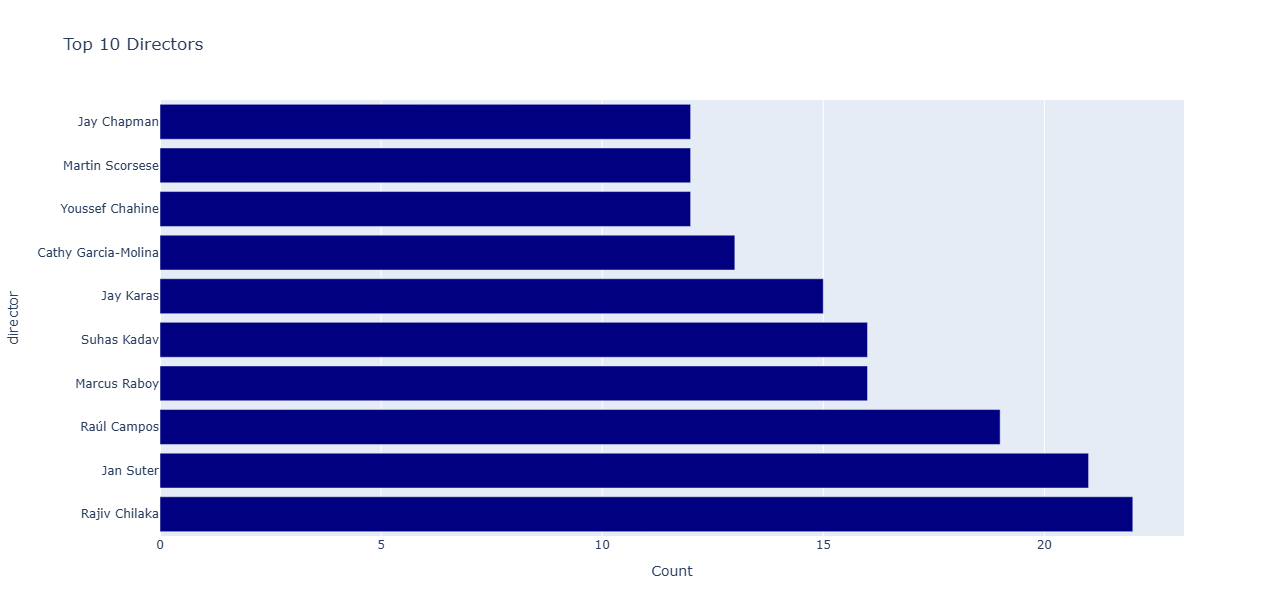 Top 10 Directors
director
Jay Chapman
Martin Scorsese
Youssef Chahine
Cathy Garcia-Molina
Jay Karas
Suhas Kadav
Marcus Raboy
Raúl Campos
Jan Suter
Rajiv Chilaka
0 5 10 15 20
Count